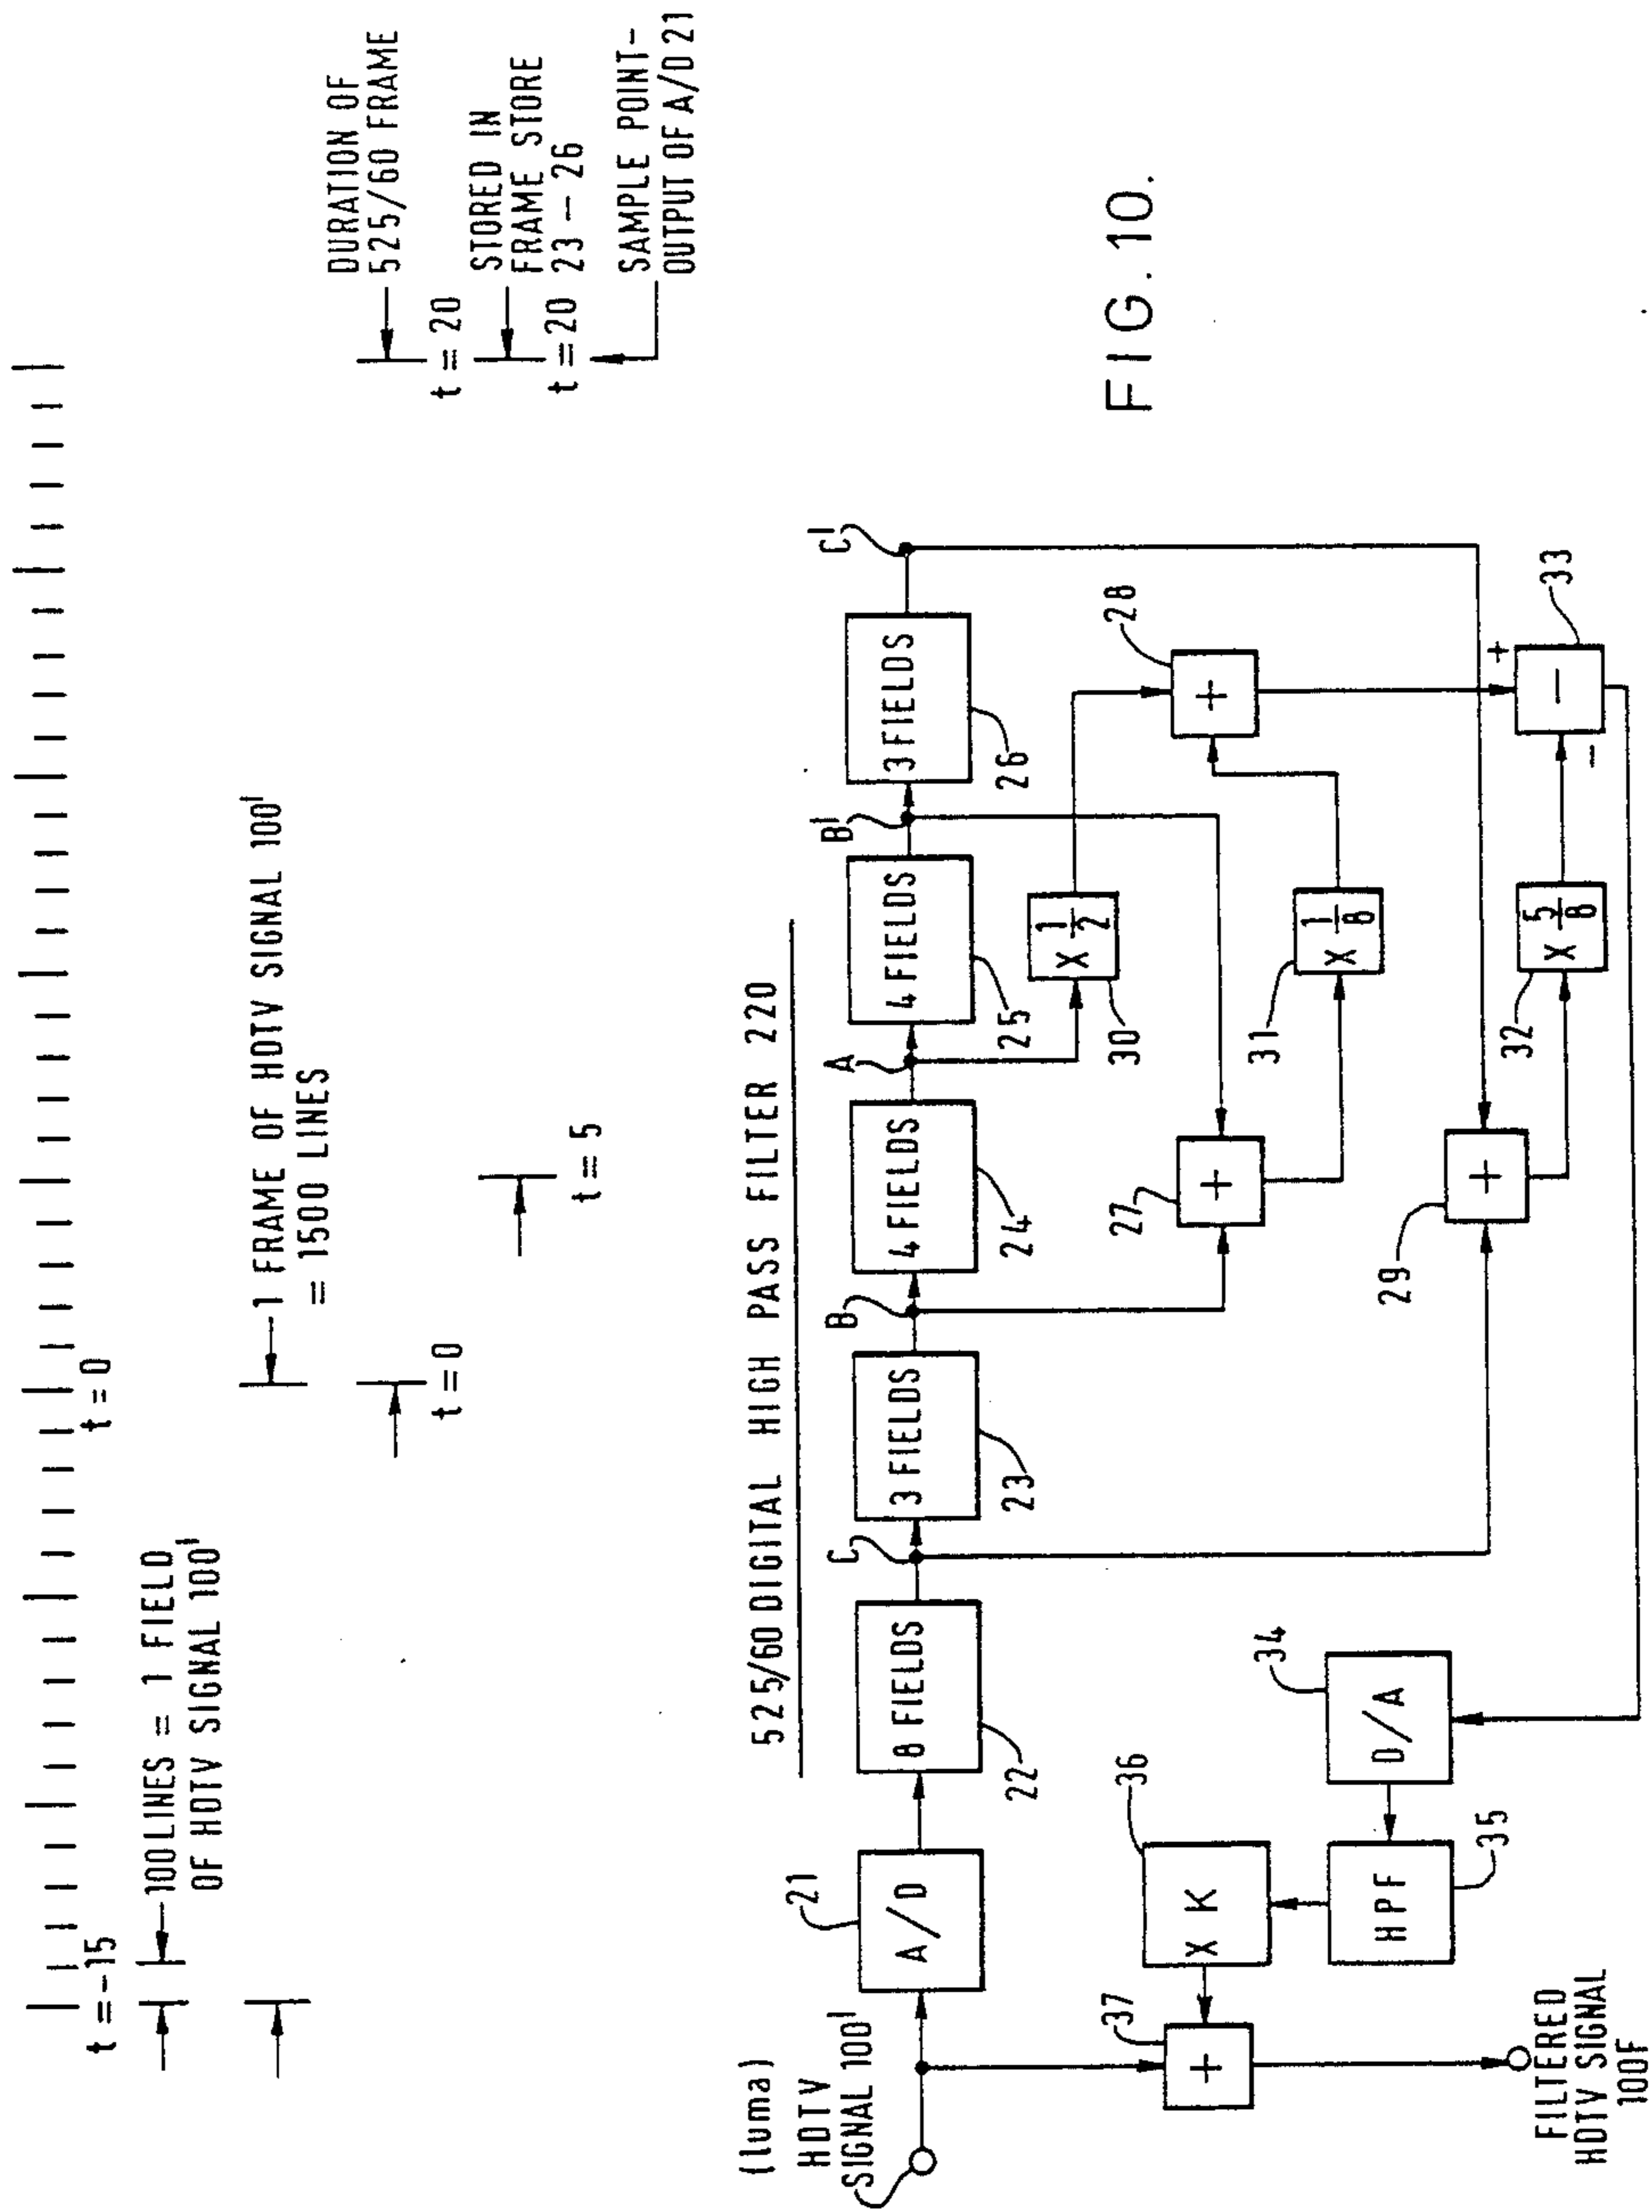 t = -15
t = 0
100 LINES = 1 FIELD
OF HDTV SIGNAL 100'
1 FRAME OF HDTV SIGNAL 100'
= 1500 LINES
t = 0
DURATION OF
525/60 FRAME
t = 20
t = 5
STORED IN
FRAME STORE
23 - 26
t = 20
SAMPLE POINT-
OUTPUT OF A/D 21
525/60 DIGITAL HIGH PASS FILTER 220
FIG. 10.
(luma)
HDTV
SIGNAL 100'
21
A/D
8 FIELDS
22
C
3 FIELDS
23
B
4 FIELDS
24
A
4 FIELDS
25
B'
3 FIELDS
26
C'
X 1/2
30
+
28
27
+
X 1/8
31
29
+
X 5/8
32
+
-
-
33
37
+
X K
36
HPF
35
D/A
34
FILTERED
HDTV SIGNAL
100F